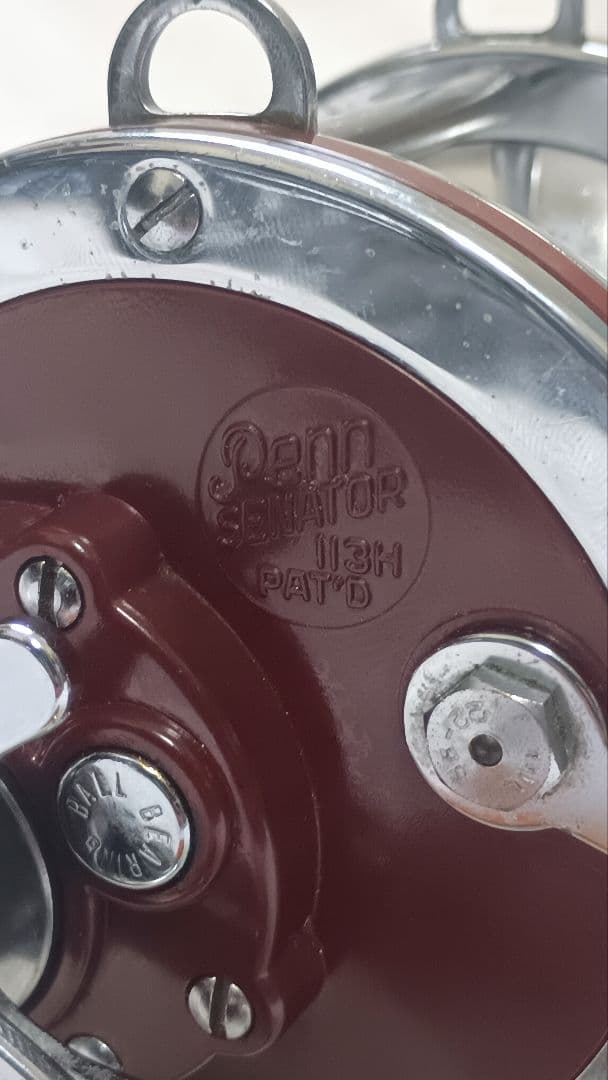 Penn
SENATOR
113H
PAT'D
BALL BEARING